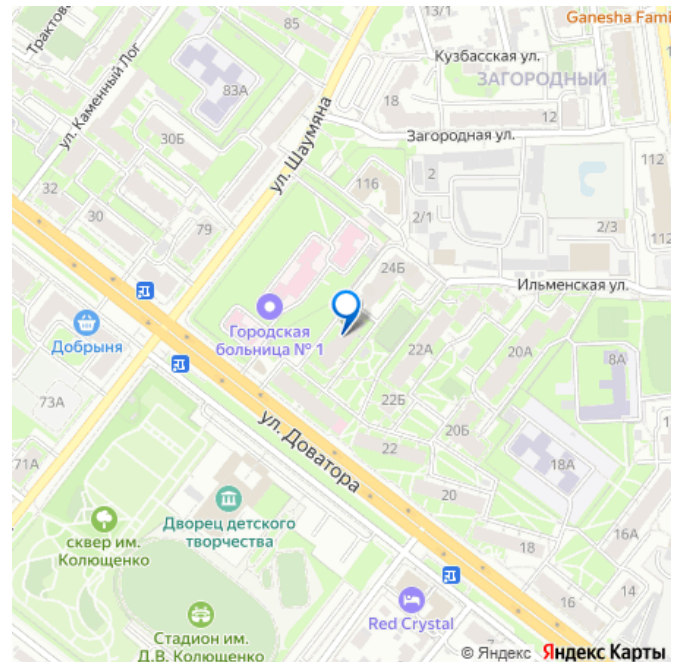 85
13/1
Ganesha Fami
Трактова
Кузбасская ул.
ЗАГОРОДНЫЙ
83А
18
12
ул. Каменный Лог
Загородная ул.
30Б
ул. Шаумяна
112
116
2
32
30
79
2/1
2/3
112
24Б
Ильменская ул.
Городская
больница № 1
Добрыня
22А
20А
8А
73А
22Б
20Б
ул. Доватора
22
18А
71А
20
Дворец детского
творчества
сквер им.
Колющенко
18
16А
16
14
Red Crystal
Стадион им.
Д.В. Колющенко
© Яндекс Яндекс Карты